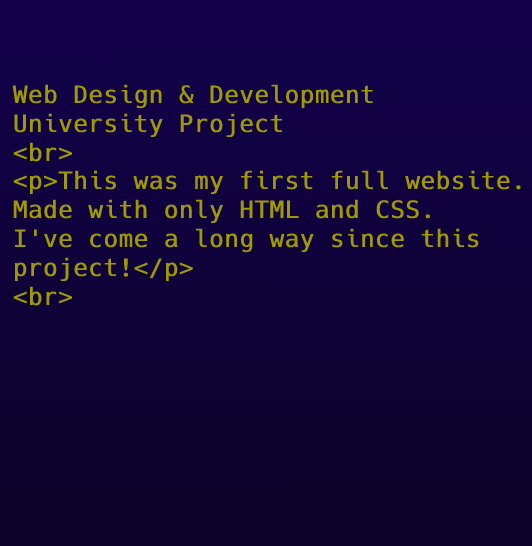 Web Design & Development
University Project
<br>
<p>This was my first full website.
Made with only HTML and CSS.
I've come a long way since this
project!</p>
<br>